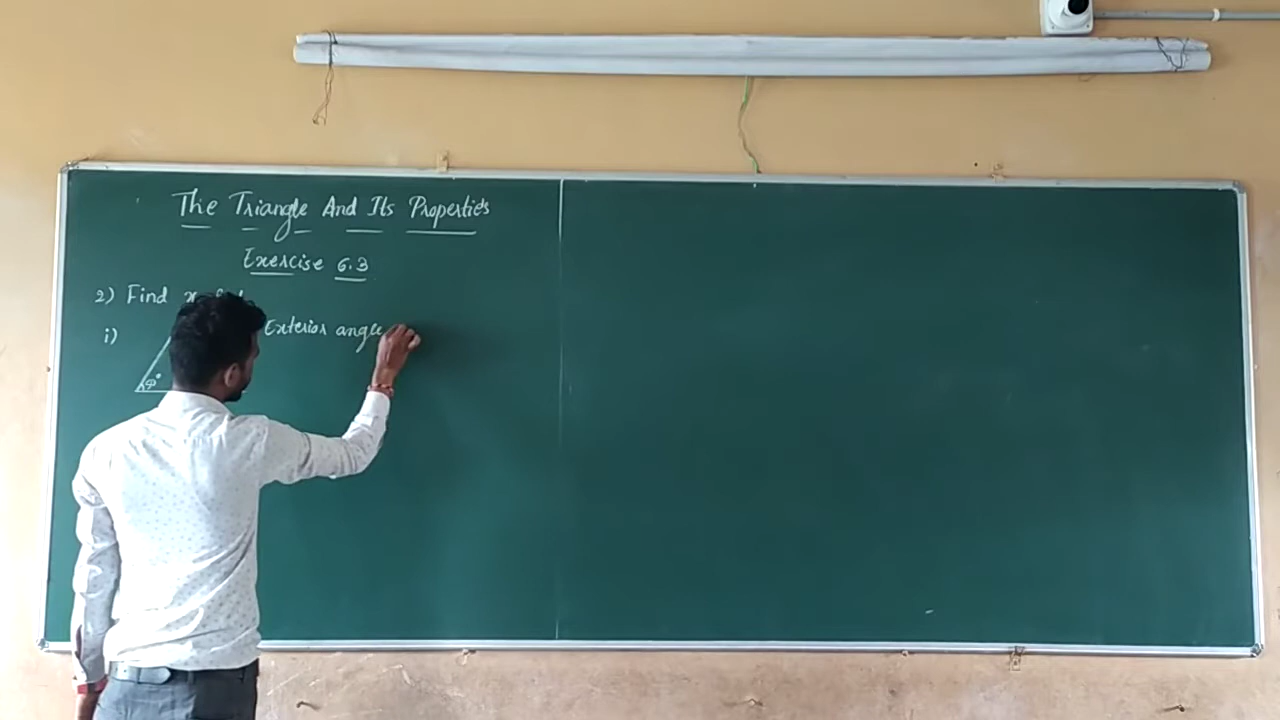 The Triangle And Its Properties
Exercise 6.3
2) Find
i) Exterior angle